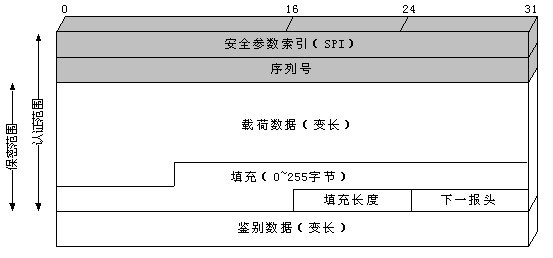 0 16 24 31
安全参数索引(SPI)
序列号
载荷数据(变长)
填充(0~255字节)
填充长度 下一报头
鉴别数据(变长)
保密范围
认证范围